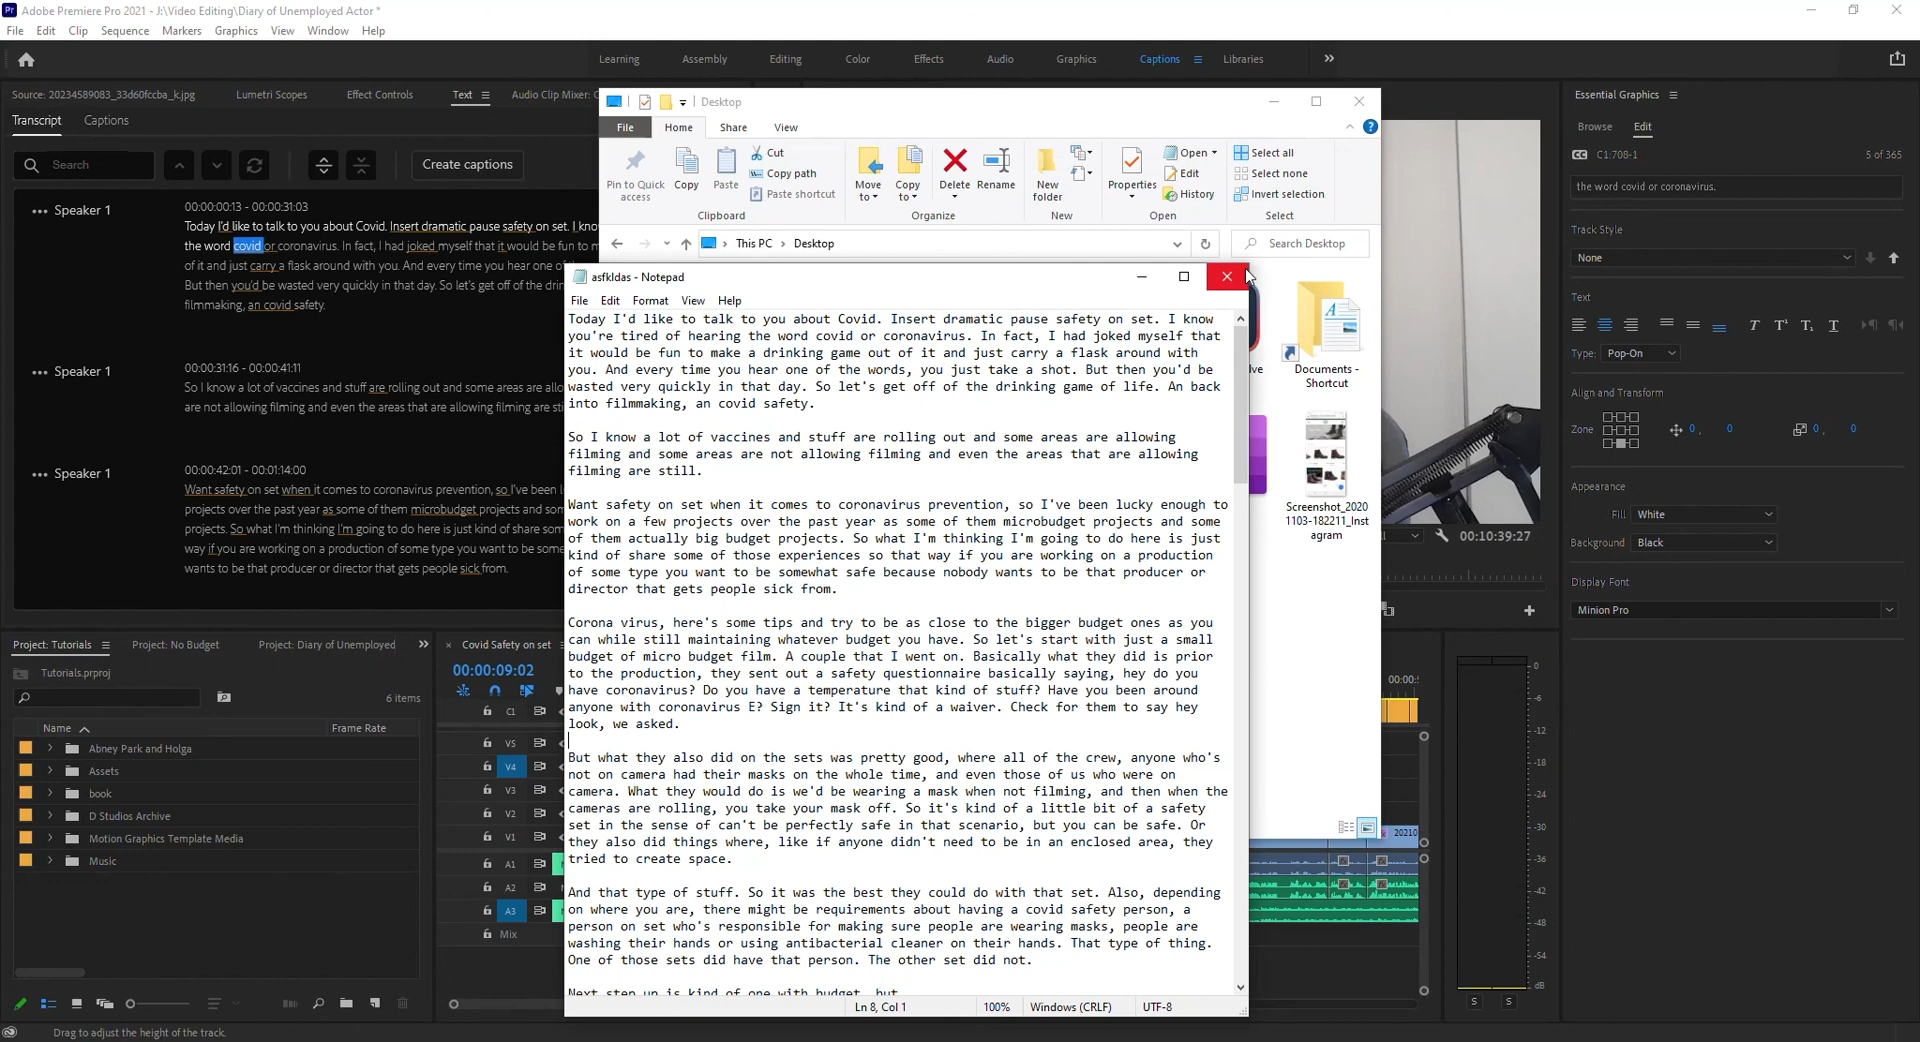 Adobe Premiere Pro 2021 - J:\Video Editing\Diary of Unemployed Actor *
File Edit Clip Sequence Markers Graphics View Window Help
Learning Assembly Editing Color Effects Audio Graphics Captions Libraries
Source: 20234589083_33d60fccba_k.jpg Lumetri Scopes Effect Controls Text Audio Clip Mixer: C
Transcript Captions
Search
Create captions
Speaker 1
00:00:00:13 - 00:00:31:03
Today I'd like to talk to you about Covid. Insert dramatic pause safety on set. I know
the word covid or coronavirus. In fact, I had joked myself that it would be fun to m
of it and just carry a flask around with you. And every time you hear one of the
But then you'd be wasted very quickly in that day. So let's get off of the drin
filmmaking, an covid safety.
Speaker 1
00:00:31:16 - 00:00:41:11
So I know a lot of vaccines and stuff are rolling out and some areas are allo
are not allowing filming and even the areas that are allowing filming are sti
Speaker 1
00:00:42:01 - 00:01:14:00
Want safety on set when it comes to coronavirus prevention, so I've been l
projects over the past year as some of them microbudget projects and som
projects. So what I'm thinking I'm going to do here is just kind of share som
way if you are working on a production of some type you want to be some
wants to be that producer or director that gets people sick from.
Desktop
File Home Share View
Pin to Quick access
Copy
Paste
Cut
Copy path
Paste shortcut
Clipboard
Move to
Copy to
Delete
Rename
Organize
New folder
New
Properties
Open
Edit
History
Open
Select all
Select none
Invert selection
Select
This PC Desktop
Search Desktop
Documents - Shortcut
Screenshot_2020
1103-182211_Inst
agram
asfkldas - Notepad
File Edit Format View Help
Today I'd like to talk to you about Covid. Insert dramatic pause safety on set. I know
you're tired of hearing the word covid or coronavirus. In fact, I had joked myself that
it would be fun to make a drinking game out of it and just carry a flask around with
you. And every time you hear one of the words, you just take a shot. But then you'd be
wasted very quickly in that day. So let's get off of the drinking game of life. An back
into filmmaking, an covid safety.
So I know a lot of vaccines and stuff are rolling out and some areas are allowing
filming and some areas are not allowing filming and even the areas that are allowing
filming are still.
Want safety on set when it comes to coronavirus prevention, so I've been lucky enough to
work on a few projects over the past year as some of them microbudget projects and some
of them actually big budget projects. So what I'm thinking I'm going to do here is just
kind of share some of those experiences so that way if you are working on a production
of some type you want to be somewhat safe because nobody wants to be that producer or
director that gets people sick from.
Corona virus, here's some tips and try to be as close to the bigger budget ones as you
can while still maintaining whatever budget you have. So let's start with just a small
budget of micro budget film. A couple that I went on. Basically what they did is prior
to the production, they sent out a safety questionnaire basically saying, hey do you
have coronavirus? Do you have a temperature that kind of stuff? Have you been around
anyone with coronavirus E? Sign it? It's kind of a waiver. Check for them to say hey
look, we asked.
But what they also did on the sets was pretty good, where all of the crew, anyone who's
not on camera had their masks on the whole time, and even those of us who were on
camera. What they would do is we'd be wearing a mask when not filming, and then when the
cameras are rolling, you take your mask off. So it's kind of a little bit of a safety
set in the sense of can't be perfectly safe in that scenario, but you can be safe. Or
they also did things where, like if anyone didn't need to be in an enclosed area, they
tried to create space.
And that type of stuff. So it was the best they could do with that set. Also, depending
on where you are, there might be requirements about having a covid safety person, a
person on set who's responsible for making sure people are wearing masks, people are
washing their hands or using antibacterial cleaner on their hands. That type of thing.
One of those sets did have that person. The other set did not.
Next step up is kind of one with budget, but
Ln 8, Col 1 100% Windows (CRLF) UTF-8
00:10:39:27
Essential Graphics
Browse Edit
C1:708-1 5 of 365
the word covid or coronavirus.
Track Style
None
Text
Type: Pop-On
Align and Transform
Zone 0, 0 0, 0
Appearance
Fill White
Background Black
Display Font
Minion Pro
Project: Tutorials Project: No Budget Project: Diary of Unemployed
Tutorials.prproj
6 items
Name Frame Rate
Abney Park and Holga
Assets
book
D Studios Archive
Motion Graphics Template Media
Music
Covid Safety on set
00:00:09:02
C1
V5
V4
V3
V2
V1
A1
A2
A3
Mix
00:00:
20210
0
-6
-12
-18
-24
-30
-36
-42
-48
-54
dB
S S
Drag to adjust the height of the track.